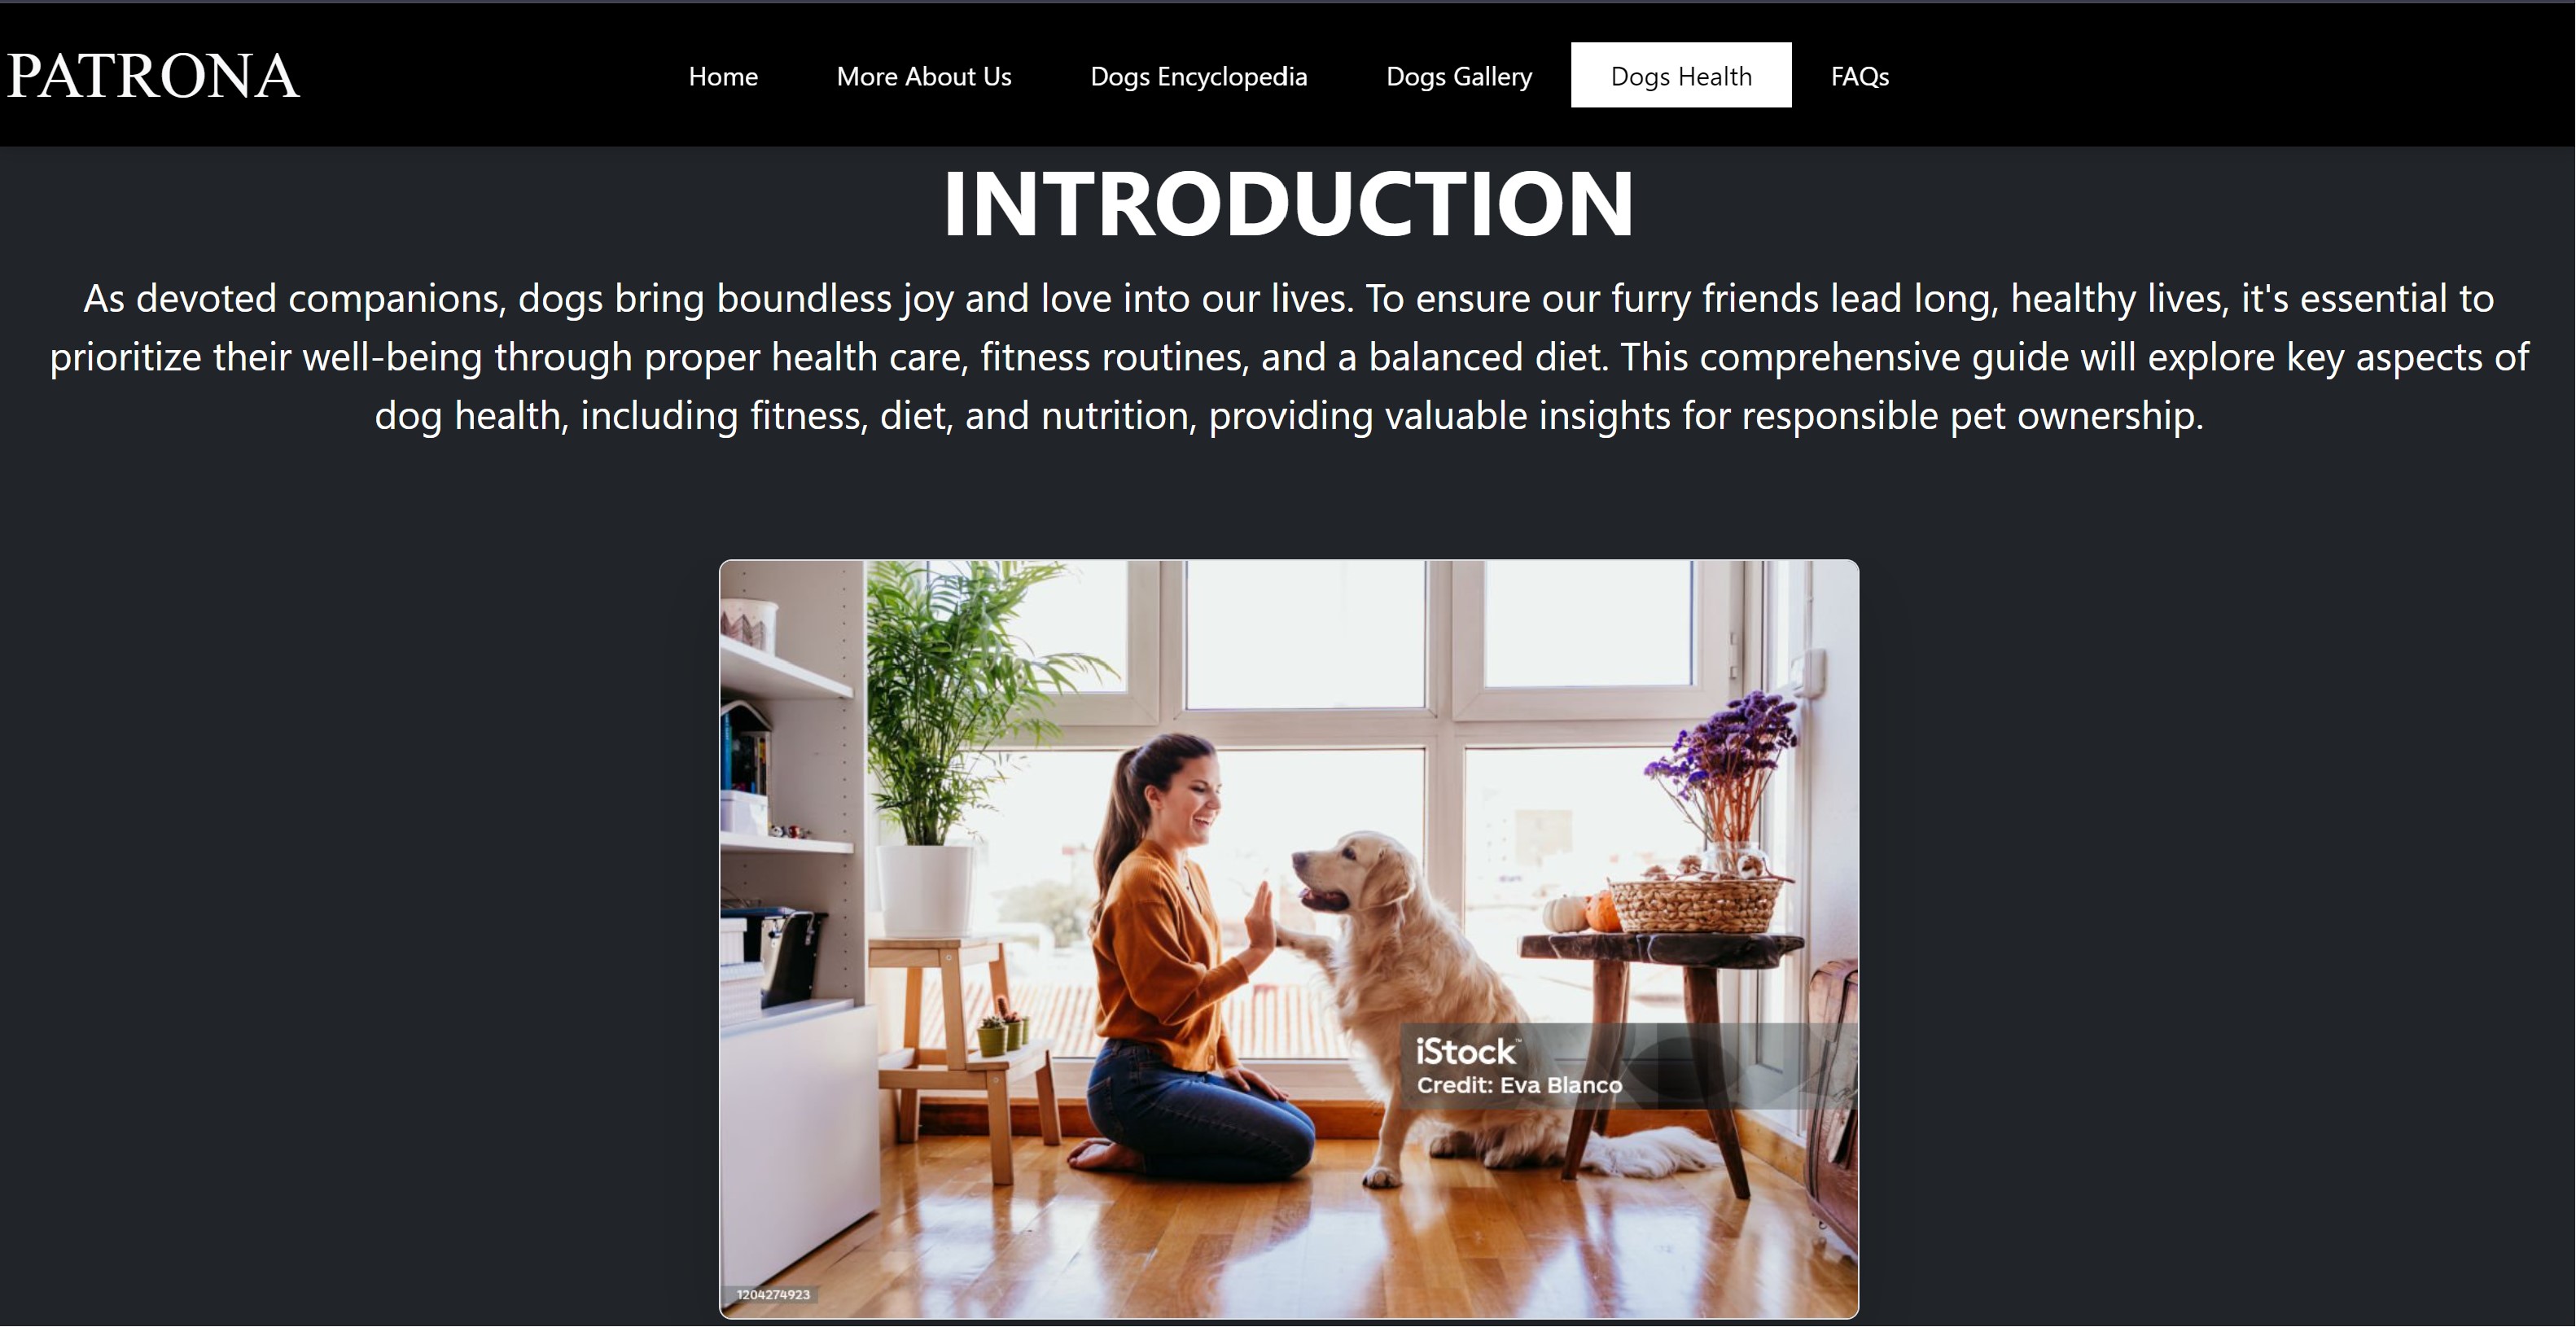 PATRONA
Home
More About Us
Dogs Encyclopedia
Dogs Gallery
Dogs Health
FAQs
INTRODUCTION
As devoted companions, dogs bring boundless joy and love into our lives. To ensure our furry friends lead long, healthy lives, it's essential to
prioritize their well-being through proper health care, fitness routines, and a balanced diet. This comprehensive guide will explore key aspects of
dog health, including fitness, diet, and nutrition, providing valuable insights for responsible pet ownership.
iStock™
Credit: Eva Blanco
1204274923